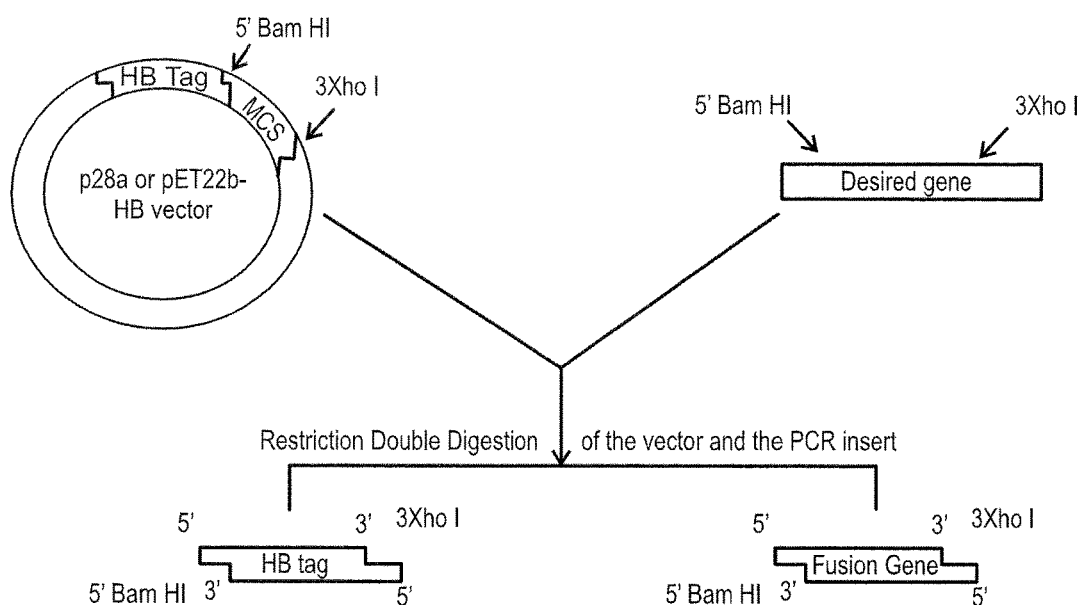 5' Bam HI
HB Tag
3Xho I
MCS
p28a or pET22b-
HB vector
5' Bam HI
3Xho I
Desired gene
Restriction Double Digestion of the vector and the PCR insert
5' 3' 3Xho I
HB tag
5' Bam HI 3' 5'
5' 3' 3Xho I
Fusion Gene
5' Bam HI 3' 5'